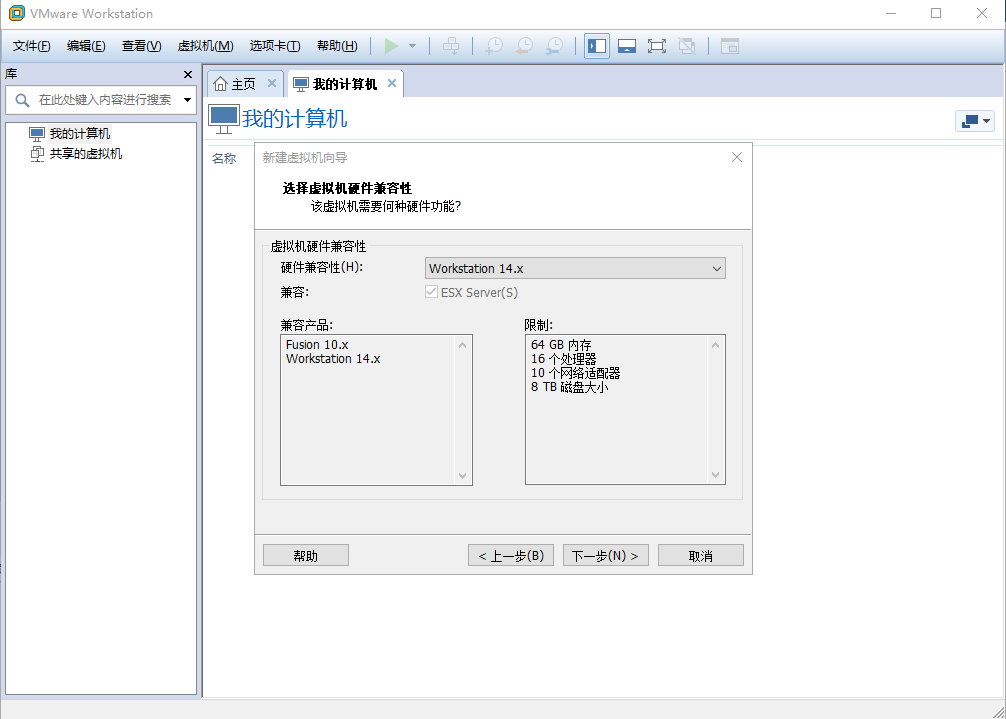 VMware Workstation
文件(F) 编辑(E) 查看(V) 虚拟机(M) 选项卡(T) 帮助(H)
库
在此处键入内容进行搜索
我的计算机
共享的虚拟机
主页 我的计算机
我的计算机
名称
新建虚拟机向导
选择虚拟机硬件兼容性
该虚拟机需要何种硬件功能?
虚拟机硬件兼容性
硬件兼容性(H): Workstation 14.x
兼容: ESX Server(S)
兼容产品:
Fusion 10.x
Workstation 14.x
限制:
64 GB 内存
16 个处理器
10 个网络适配器
8 TB 磁盘大小
帮助 < 上一步(B) 下一步(N) > 取消